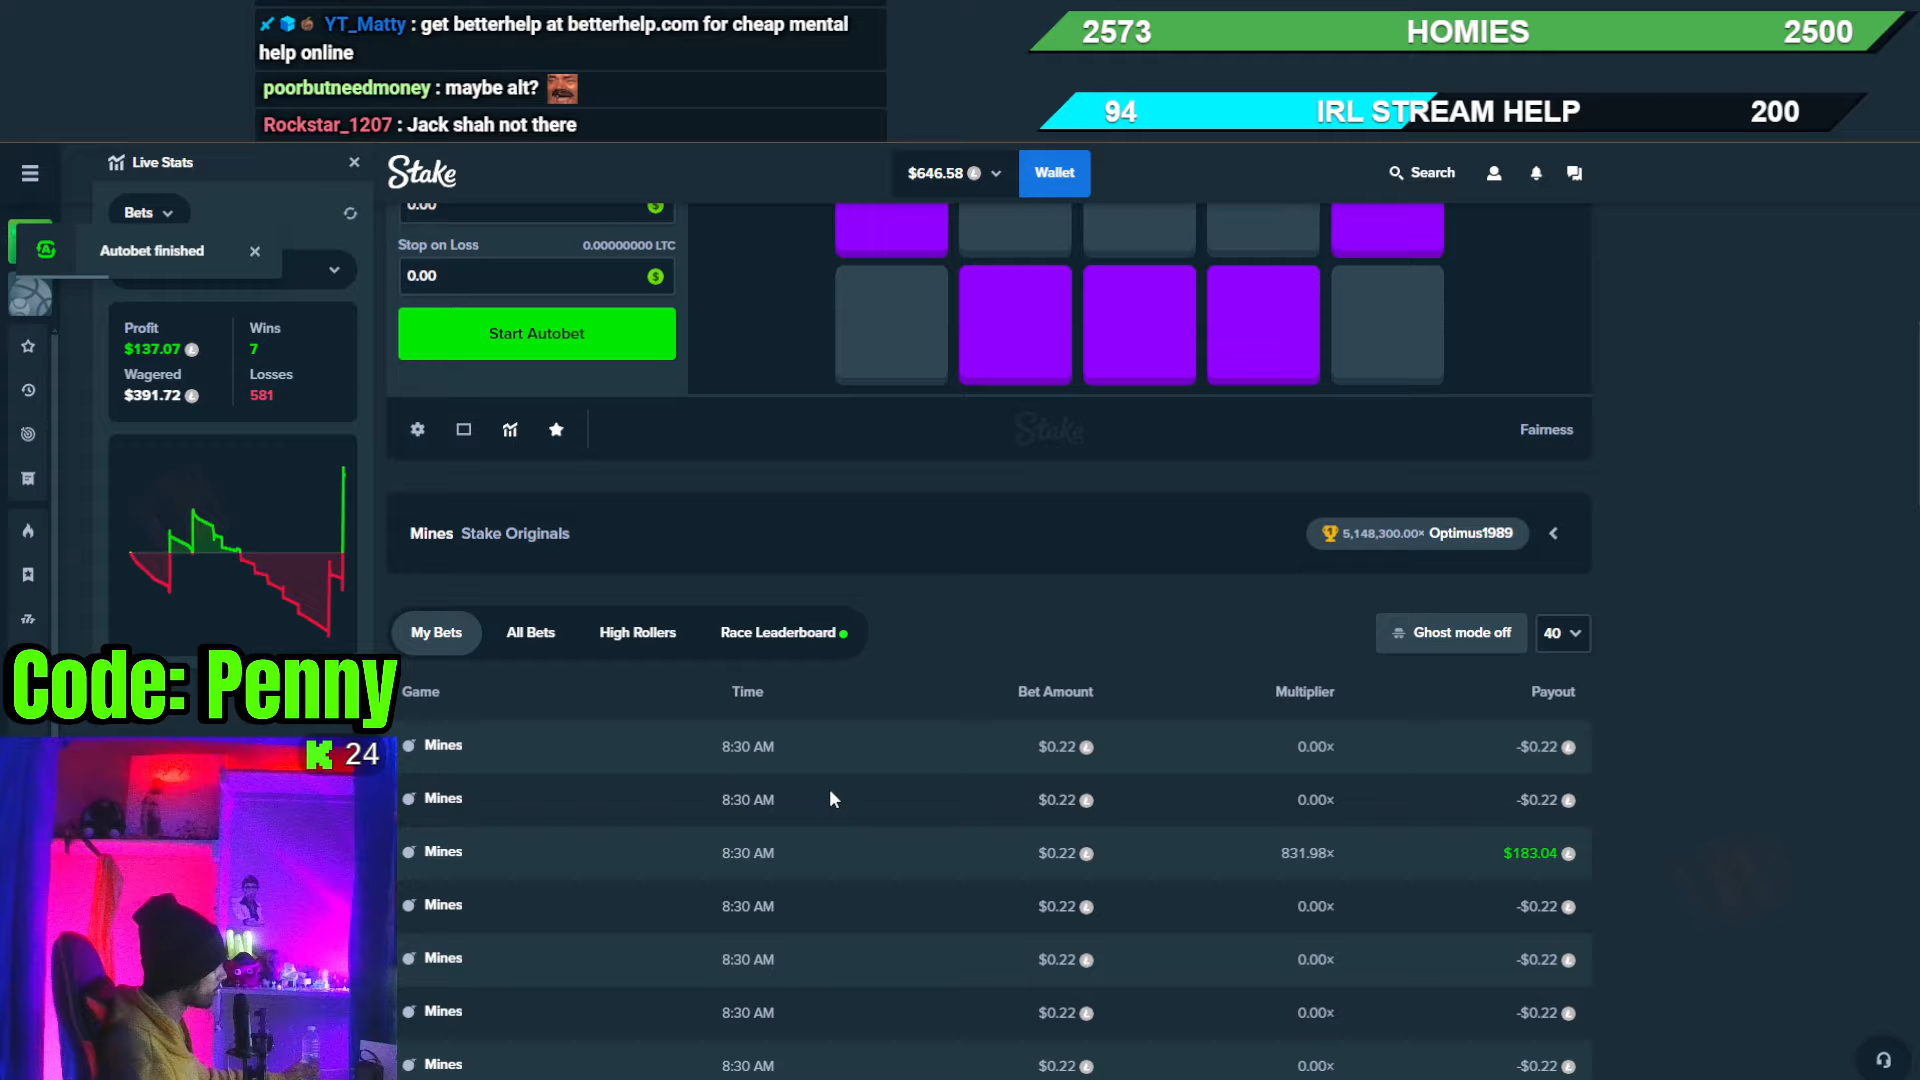 YT_Matty : get betterhelp at betterhelp.com for cheap mental
help online
poorbutneedmoney : maybe alt?
Rockstar_1207 : Jack shah not there
2573 HOMIES 2500
94 IRL STREAM HELP 200
Live Stats
Stake
$646.58
Wallet
Search
Bets
Autobet finished
Profit
$137.07
Wins
7
Wagered
$391.72
Losses
581
0.00
Stop on Loss 0.00000000 LTC
0.00
Start Autobet
Stake
Fairness
Mines Stake Originals
5,148,300.00× Optimus1989
My Bets All Bets High Rollers Race Leaderboard
Ghost mode off 40
Game Time Bet Amount Multiplier Payout
Mines 8:30 AM $0.22 0.00× -$0.22
Mines 8:30 AM $0.22 0.00× -$0.22
Mines 8:30 AM $0.22 831.98× $183.04
Mines 8:30 AM $0.22 0.00× -$0.22
Mines 8:30 AM $0.22 0.00× -$0.22
Mines 8:30 AM $0.22 0.00× -$0.22
Mines 8:30 AM $0.22 0.00× -$0.22
Code: Penny
K 24